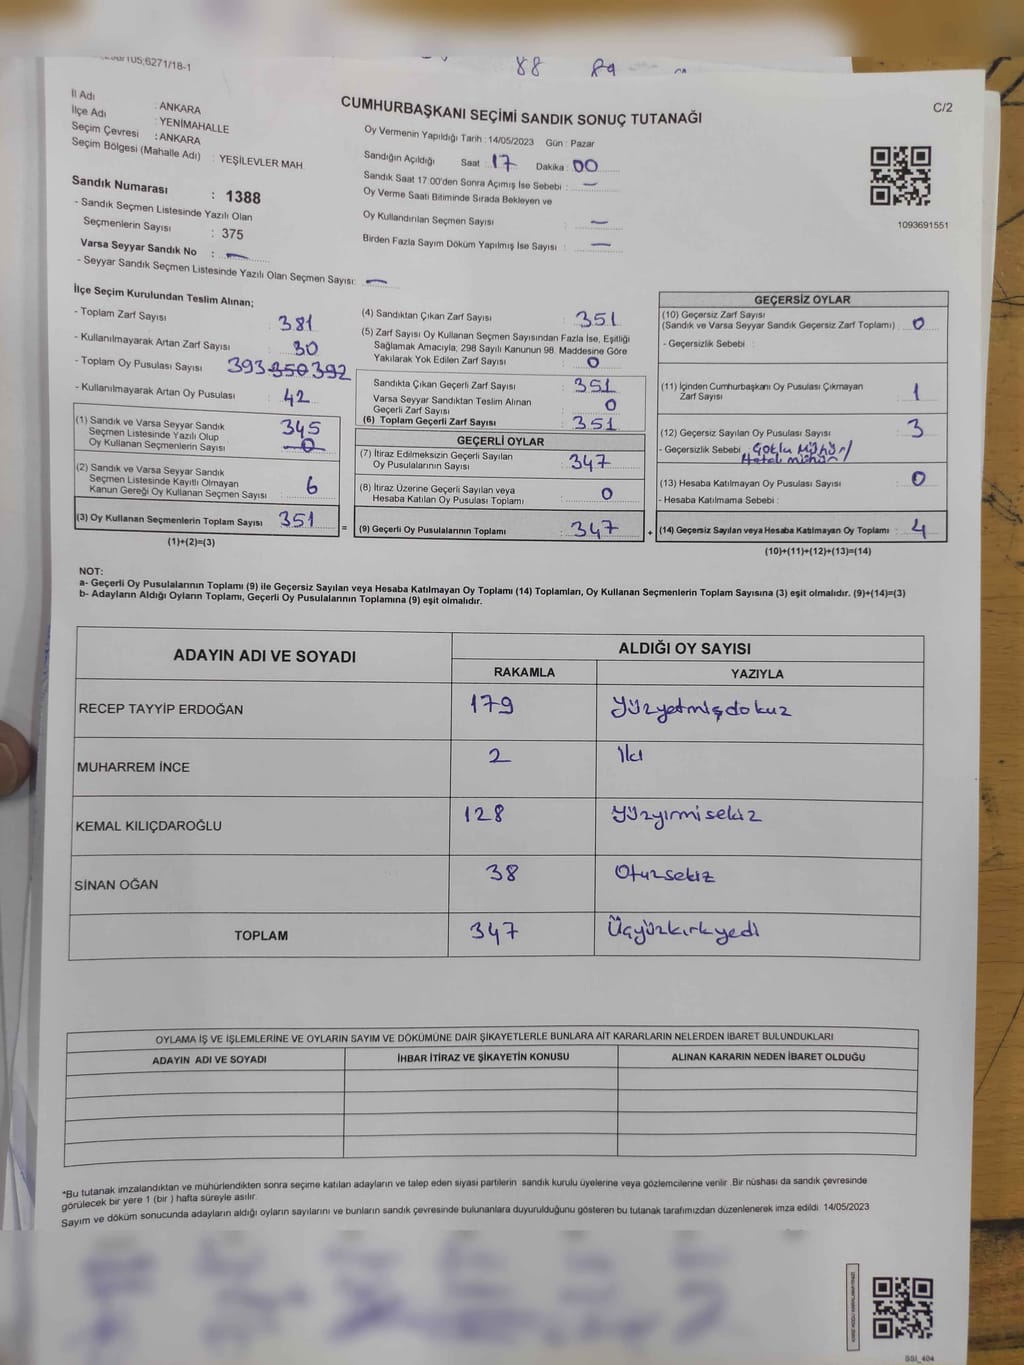 6271/18-1
88 89
İl Adı : ANKARA
İlçe Adı : YENİMAHALLE
Seçim Çevresi : ANKARA
Seçim Bölgesi (Mahalle Adı) : YEŞİLEVLER MAH.
Sandık Numarası : 1388
- Sandık Seçmen Listesinde Yazılı Olan
Seçmenlerin Sayısı : 375
Varsa Seyyar Sandık No : —
- Seyyar Sandık Seçmen Listesinde Yazılı Olan Seçmen Sayısı: —
CUMHURBAŞKANI SEÇİMİ SANDIK SONUÇ TUTANAĞI
C/2
Oy Vermenin Yapıldığı Tarih : 14/05/2023 Gün : Pazar
Sandığın Açıldığı Saat : 17 Dakika : 00
Sandık Saat 17:00'den Sonra Açımış İse Sebebi : —
Oy Verme Saati Bitiminde Sırada Bekleyen ve
Oy Kullandırılan Seçmen Sayısı : —
Birden Fazla Sayım Döküm Yapılmış İse Sayısı : —
1093691551
İlçe Seçim Kurulundan Teslim Alınan;
- Toplam Zarf Sayısı 381
- Kullanılmayarak Artan Zarf Sayısı : 30
- Toplam Oy Pusulası Sayısı 393 350 392
- Kullanılmayarak Artan Oy Pusulası : 42
(1) Sandık ve Varsa Seyyar Sandık
Seçmen Listesinde Yazılı Olup
Oy Kullanan Seçmenlerin Sayısı 345 0
(2) Sandık ve Varsa Seyyar Sandık
Seçmen Listesinde Kayıtlı Olmayan
Kanun Gereği Oy Kullanan Seçmen Sayısı : 6
(3) Oy Kullanan Seçmenlerin Toplam Sayısı 351
(1)+(2)=(3)
=
(4) Sandıktan Çıkan Zarf Sayısı : 351
(5) Zarf Sayısı Oy Kullanan Seçmen Sayısından Fazla İse, Eşitliği
Sağlamak Amacıyla, 298 Sayılı Kanunun 98. Maddesine Göre
Yakılarak Yok Edilen Zarf Sayısı : 0
Sandıkta Çıkan Geçerli Zarf Sayısı : 351
Varsa Seyyar Sandıktan Teslim Alınan
Geçerli Zarf Sayısı : 0
(6) Toplam Geçerli Zarf Sayısı : 351
GEÇERLİ OYLAR
(7) İtiraz Edilmeksizin Geçerli Sayılan
Oy Pusulalarının Sayısı : 347
(8) İtiraz Üzerine Geçerli Sayılan veya
Hesaba Katılan Oy Pusulası Toplamı : 0
(9) Geçerli Oy Pusulalarının Toplamı : 347
+
GEÇERSİZ OYLAR
(10) Geçersiz Zarf Sayısı
(Sandık ve Varsa Seyyar Sandık Geçersiz Zarf Toplamı) : 0
- Geçersizlik Sebebi :
(11) İçinden Cumhurbaşkanı Oy Pusulası Çıkmayan
Zarf Sayısı : 1
(12) Geçersiz Sayılan Oy Pusulası Sayısı : 3
- Geçersizlik Sebebi : Çoklu Mühür/
Hatalı mühür
(13) Hesaba Katılmayan Oy Pusulası Sayısı : 0
- Hesaba Katılmama Sebebi :
(14) Geçersiz Sayılan veya Hesaba Katılmayan Oy Toplamı : 4
(10)+(11)+(12)+(13)=(14)
NOT:
a- Geçerli Oy Pusulalarının Toplamı (9) ile Geçersiz Sayılan veya Hesaba Katılmayan Oy Toplamı (14) Toplamları, Oy Kullanan Seçmenlerin Toplam Sayısına (3) eşit olmalıdır. (9)+(14)=(3)
b- Adayların Aldığı Oyların Toplamı, Geçerli Oy Pusulalarının Toplamına (9) eşit olmalıdır.
ADAYIN ADI VE SOYADI ALDIĞI OY SAYISI
RAKAMLA YAZIYLA
RECEP TAYYİP ERDOĞAN 179 Yüzyetmişdokuz
MUHARREM İNCE 2 İki
KEMAL KILIÇDAROĞLU 128 Yüzyirmisekiz
SİNAN OĞAN 38 Otuzsekiz
TOPLAM 347 Üçyüzkırkyedi
OYLAMA İŞ VE İŞLEMLERİNE VE OYLARIN SAYIM VE DÖKÜMÜNE DAİR ŞİKAYETLERLE BUNLARA AİT KARARLARIN NELERDEN İBARET BULUNDUKLARI
ADAYIN ADI VE SOYADI İHBAR İTİRAZ VE ŞİKAYETİN KONUSU ALINAN KARARIN NEDEN İBARET OLDUĞU
*Bu tutanak imzalandıktan ve mühürlendikten sonra seçime katılan adayların ve talep eden siyasi partilerin sandık kurulu üyelerine veya gözlemcilerine verilir. Bir nüshası da sandık çevresinde
görülecek bir yere 1 (bir ) hafta süreyle asılır.
Sayım ve döküm sonucunda adayların aldığı oyların sayılarını ve bunların sandık çevresinde bulunanlara duyurulduğunu gösteren bu tutanak tarafımızdan düzenlenerek imza edildi. 14/05/2023
SSI_404